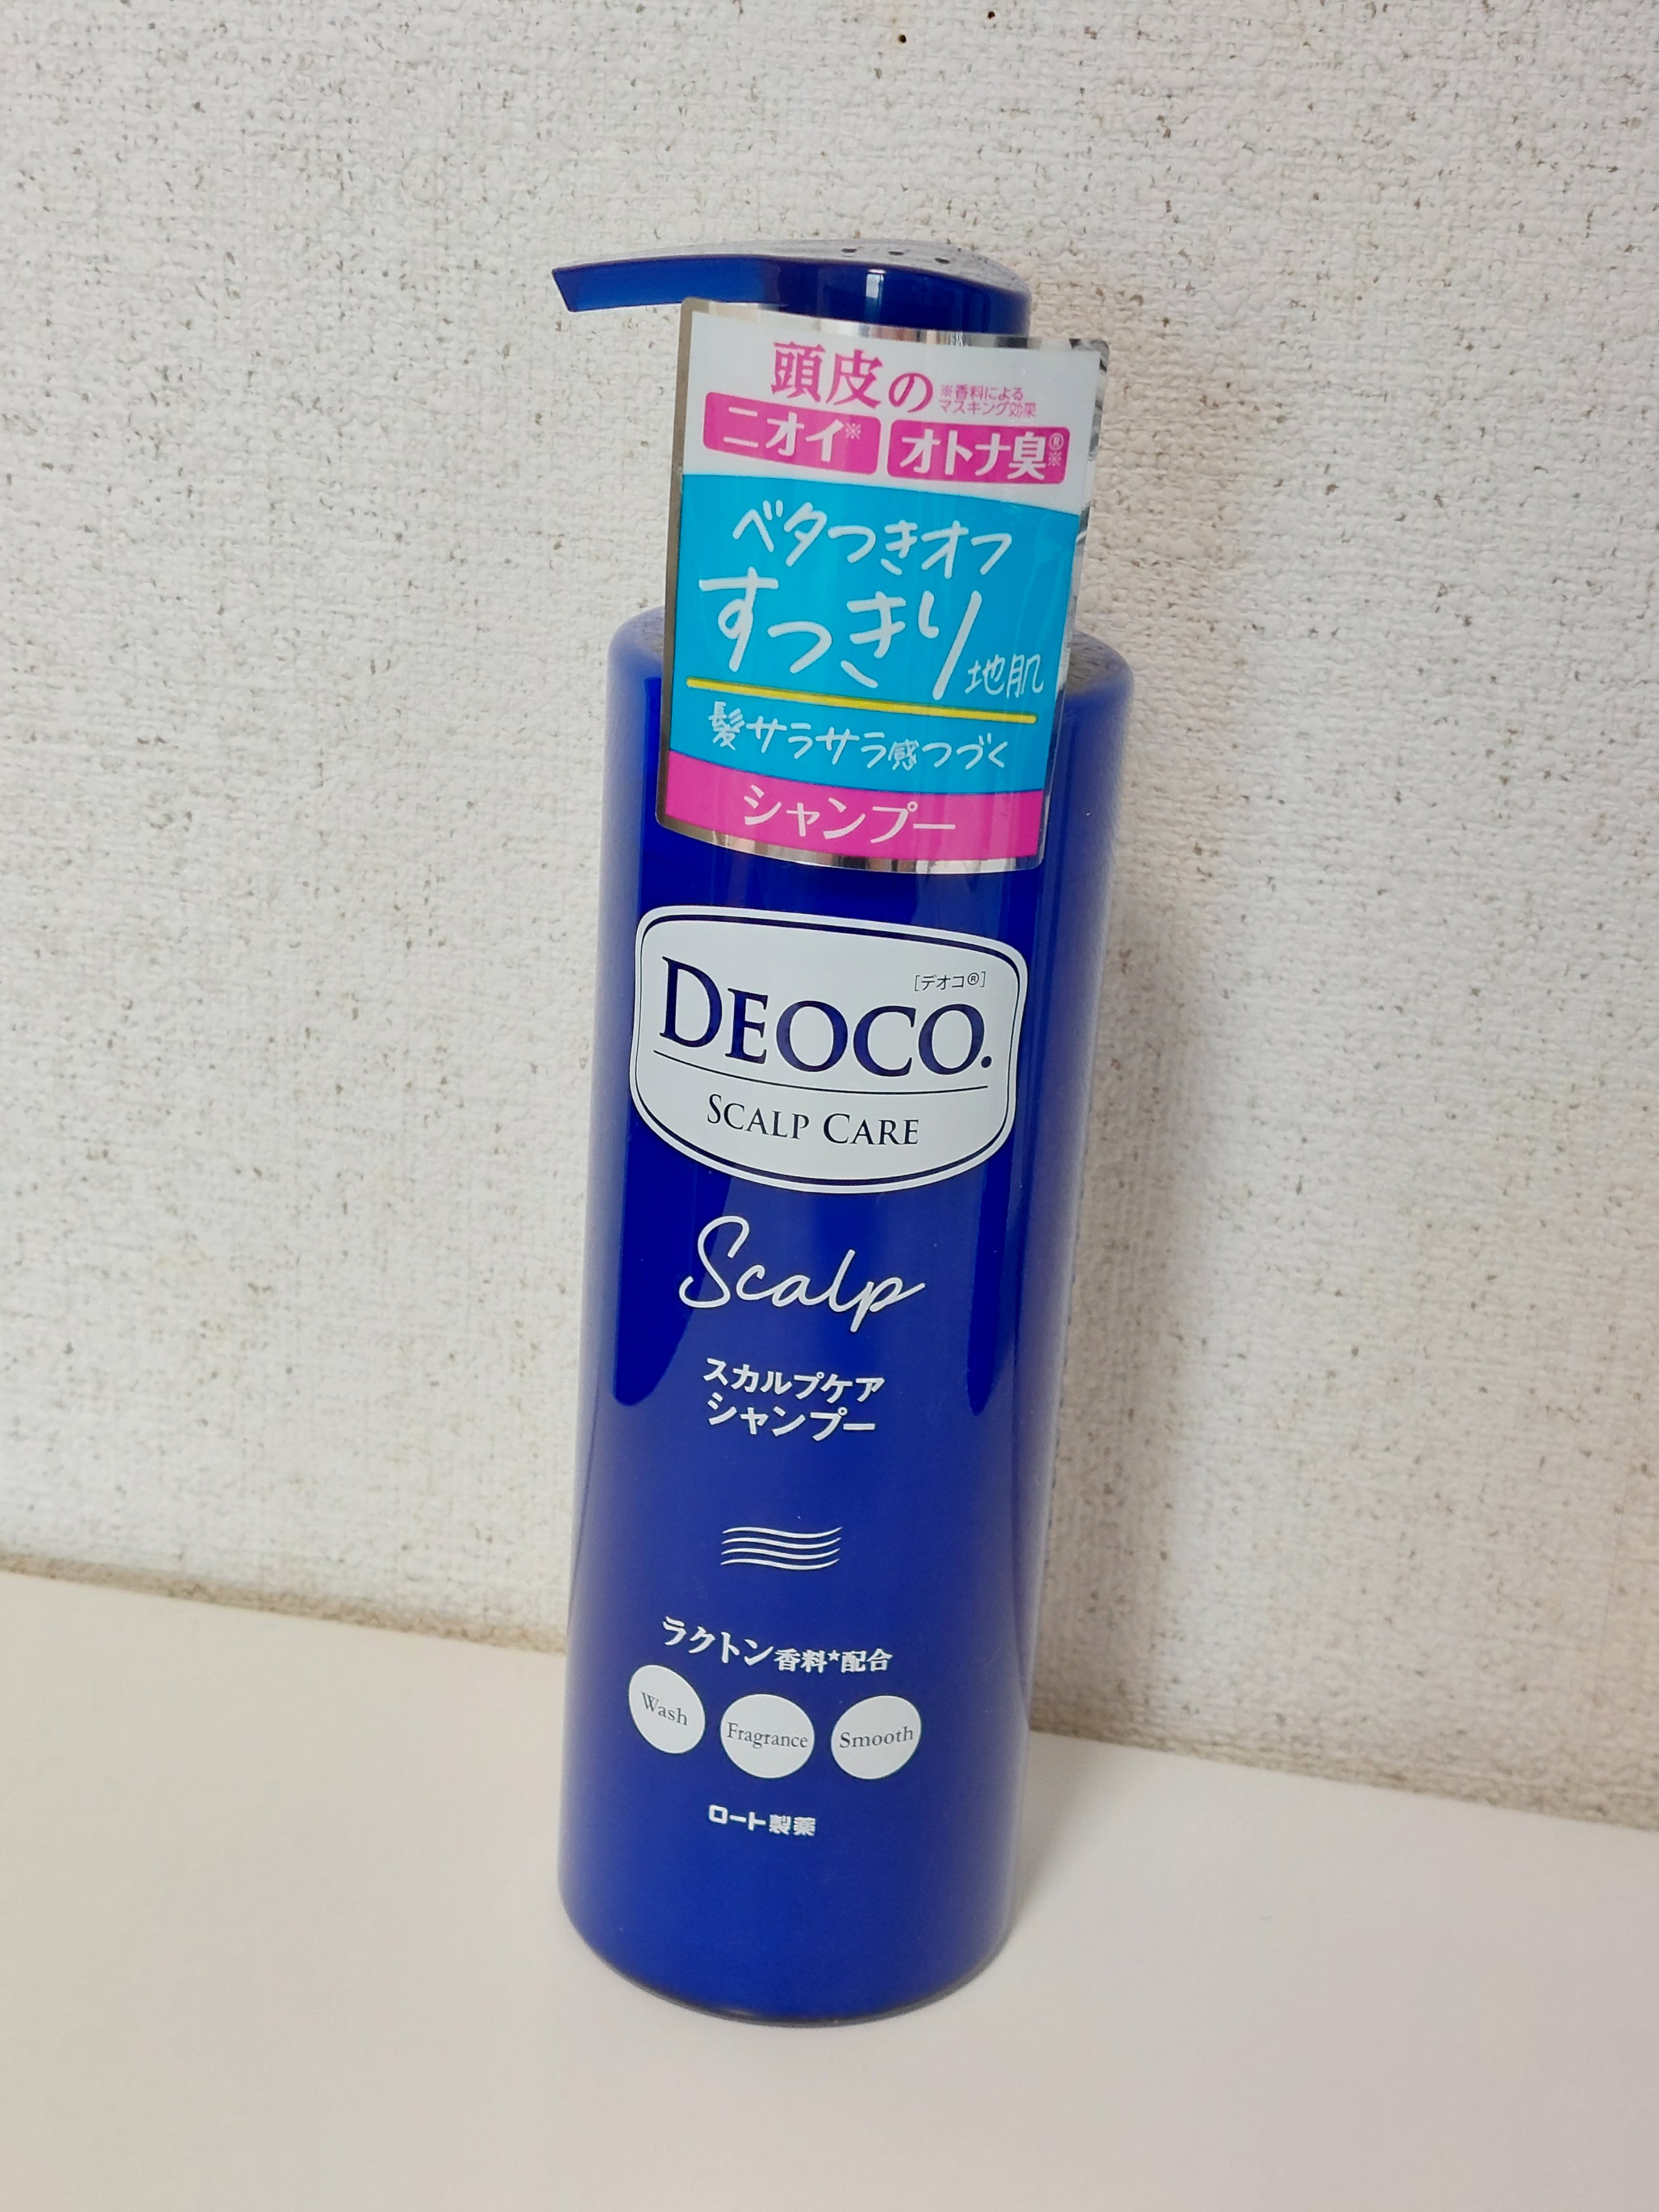 頭皮の
※香料による
マスキング効果
ニオイ※ オトナ臭®※
ベタつきオフ
すっきり地肌
髪サラサラ感つづく
シャンプー
[デオコ®]
DEOCO.
SCALP CARE
Scalp
スカルプケア
シャンプー
ラクトン香料*配合
Wash Fragrance Smooth
ロート製薬